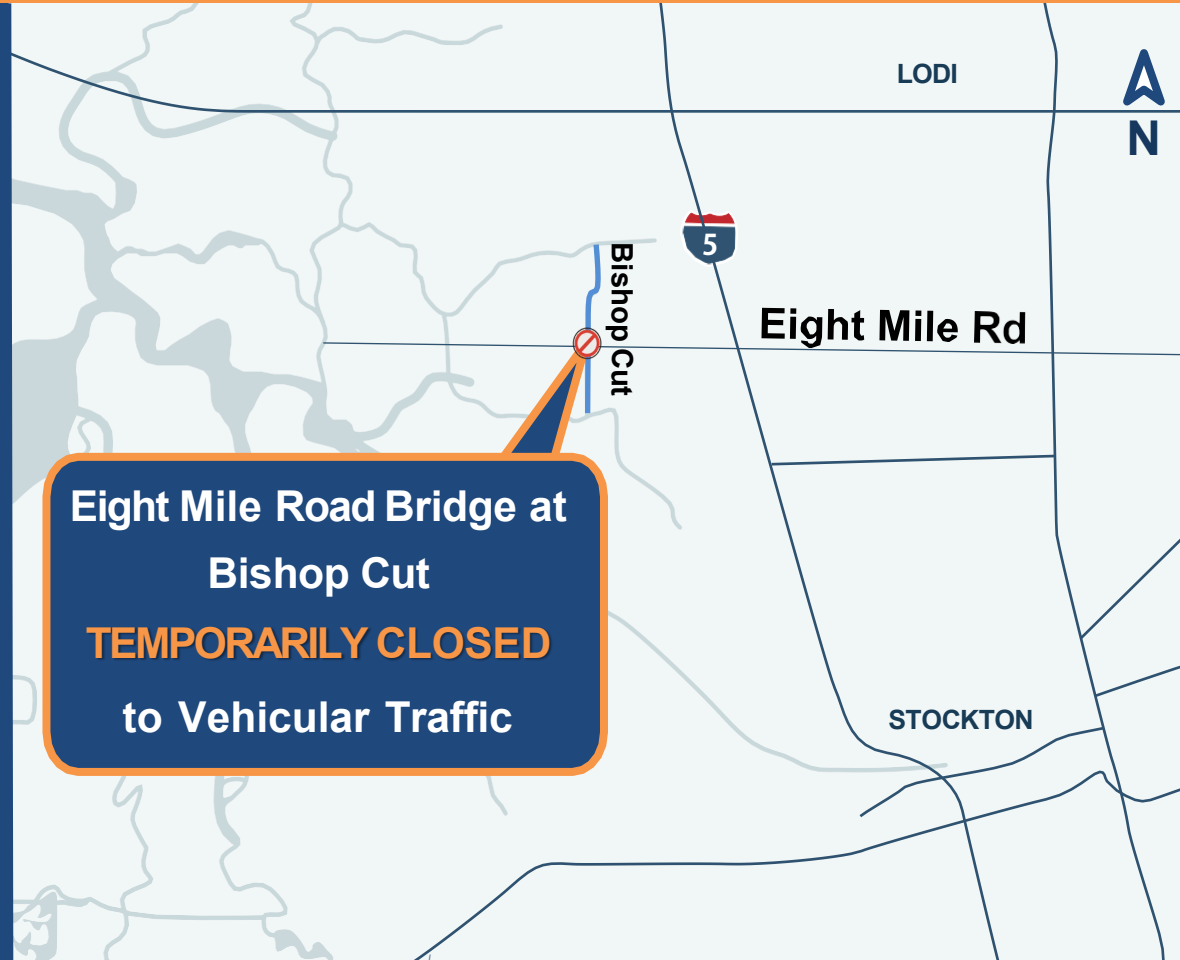 LODI
N
5
Bishop Cut
Eight Mile Rd
Eight Mile Road Bridge at
Bishop Cut
TEMPORARILY CLOSED
to Vehicular Traffic
STOCKTON